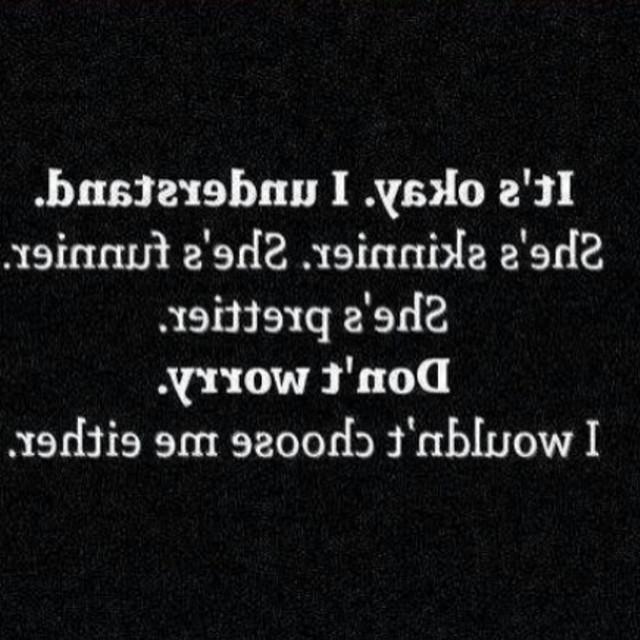 It's okay. I understand.
She's skinnier. She's funnier.
She's prettier.
Don't worry.
I wouldn't choose me either.